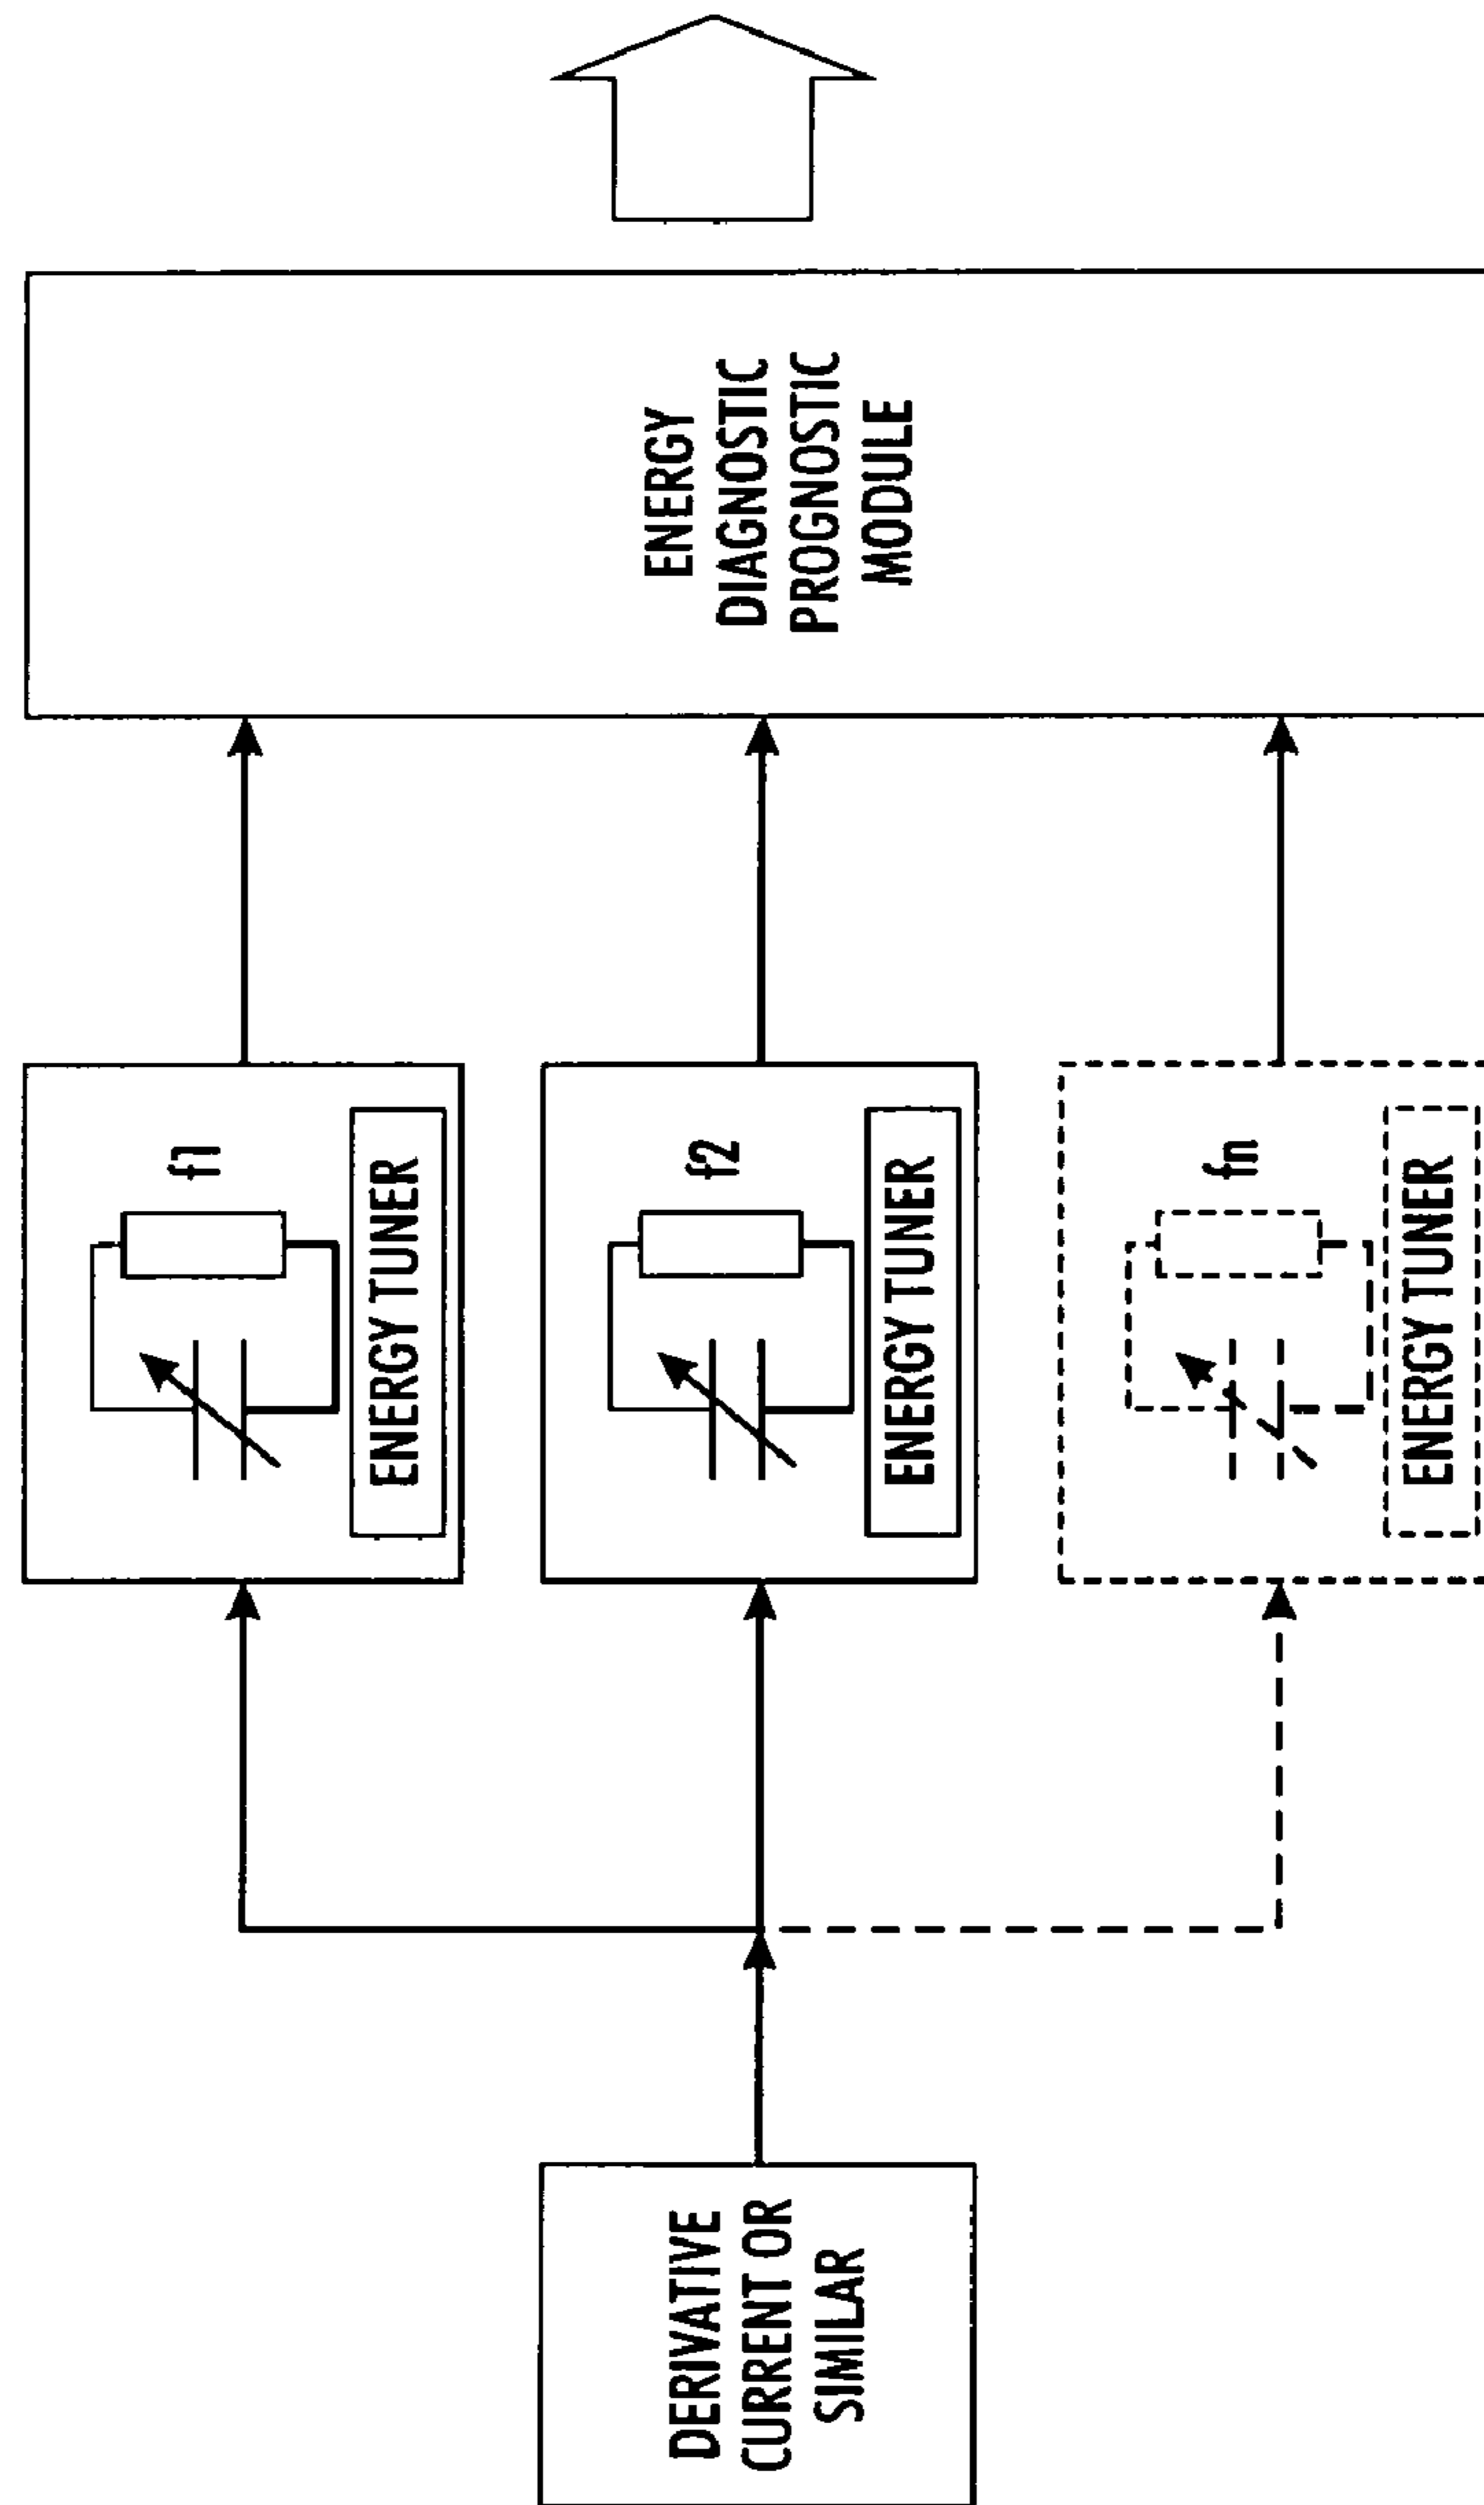 DERIVATIVE
CURRENT OR
SIMILAR
f1
ENERGY TUNER
f2
ENERGY TUNER
fn
ENERGY TUNER
ENERGY
DIAGNOSTIC
PROGNOSTIC
MODULE